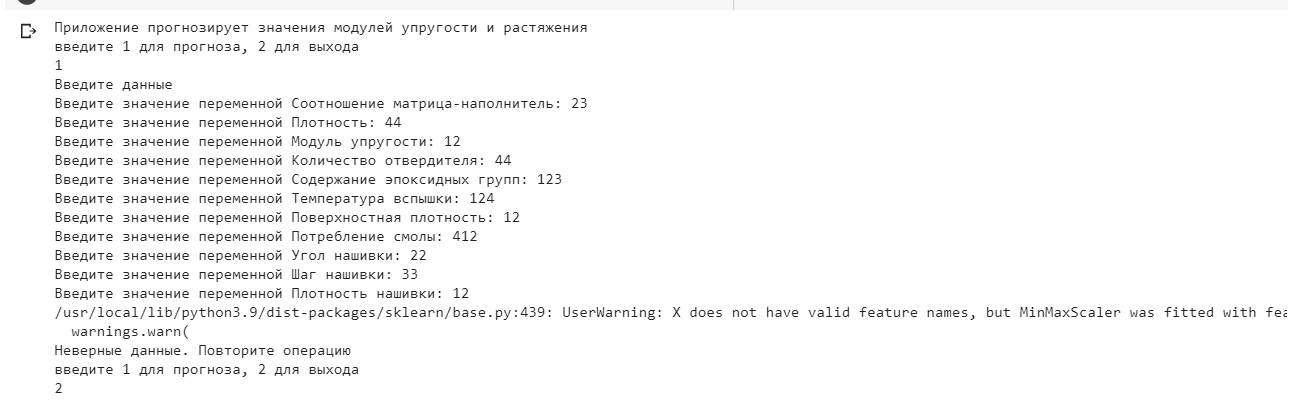 Приложение прогнозирует значения модулей упругости и растяжения
введите 1 для прогноза, 2 для выхода
1
Введите данные
Введите значение переменной Соотношение матрица-наполнитель: 23
Введите значение переменной Плотность: 44
Введите значение переменной Модуль упругости: 12
Введите значение переменной Количество отвердителя: 44
Введите значение переменной Содержание эпоксидных групп: 123
Введите значение переменной Температура вспышки: 124
Введите значение переменной Поверхностная плотность: 12
Введите значение переменной Потребление смолы: 412
Введите значение переменной Угол нашивки: 22
Введите значение переменной Шаг нашивки: 33
Введите значение переменной Плотность нашивки: 12
/usr/local/lib/python3.9/dist-packages/sklearn/base.py:439: UserWarning: X does not have valid feature names, but MinMaxScaler was fitted with fea
warnings.warn(
Неверные данные. Повторите операцию
введите 1 для прогноза, 2 для выхода
2